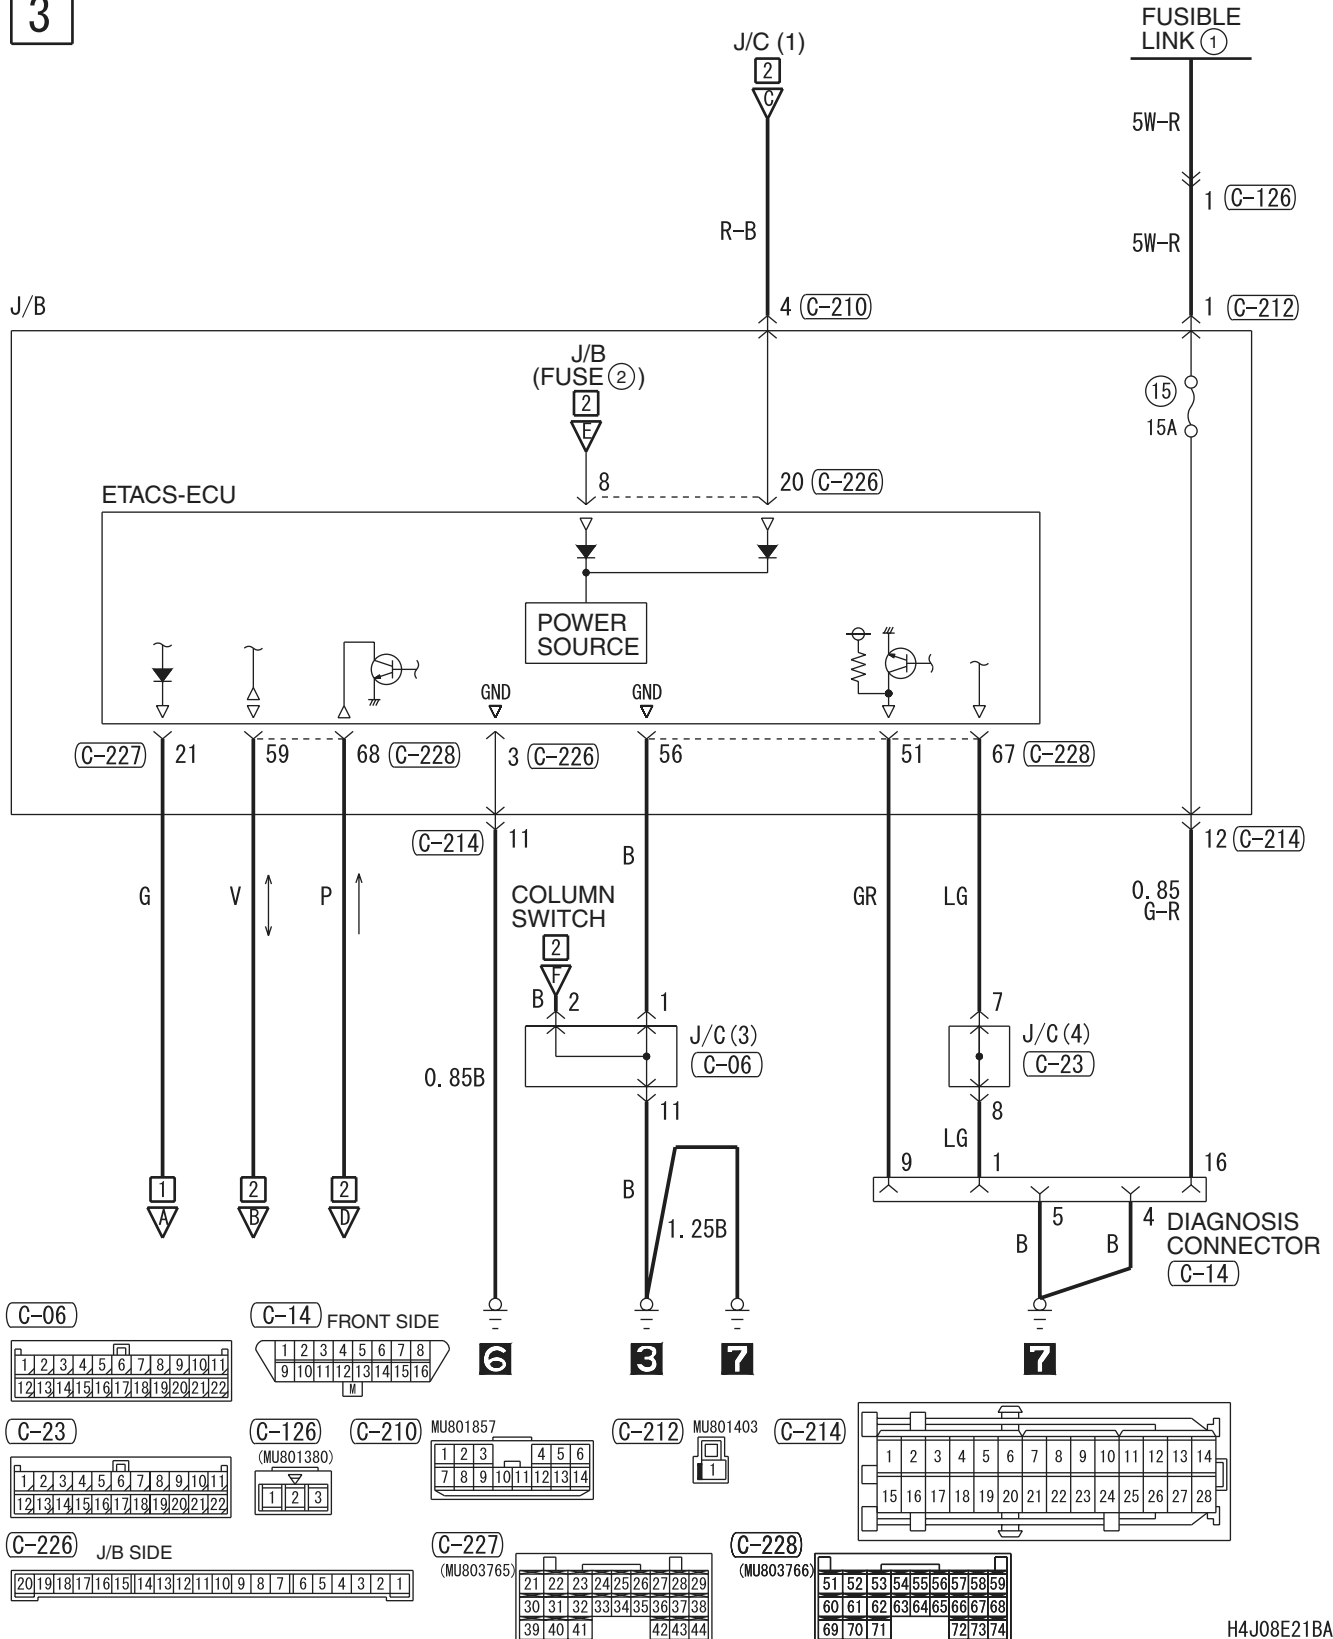 3
FUSIBLE
LINK ①
J/C (1)
2
C
5W-R
1 (C-126)
R-B
5W-R
J/B
4 (C-210)
1 (C-212)
J/B
(FUSE ②)
2
E
⑮
15A
8
20 (C-226)
ETACS-ECU
POWER
SOURCE
GND
GND
(C-227) 21
59
68 (C-228)
3 (C-226)
56
51
67 (C-228)
(C-214) 11
12 (C-214)
B
G
V
P
COLUMN
SWITCH
2
F
GR
LG
0.85
G-R
B 2
1
7
J/C(3)
C-06
J/C(4)
C-23
0.85B
11
8
LG
9
1
16
1
A
2
B
2
D
B
1.25B
5
4
B
B
DIAGNOSIS
CONNECTOR
C-14
6
3
7
7
C-06
1 2 3 4 5 6 7 8 9 10 11
12 13 14 15 16 17 18 19 20 21 22
C-14 FRONT SIDE
1 2 3 4 5 6 7 8
9 10 11 12 13 14 15 16
M
C-23
1 2 3 4 5 6 7 8 9 10 11
12 13 14 15 16 17 18 19 20 21 22
C-126
(MU801380)
1 2 3
C-210 MU801857
1 2 3 4 5 6
7 8 9 10 11 12 13 14
C-212 MU801403
1
C-214
1 2 3 4 5 6 7 8 9 10 11 12 13 14
15 16 17 18 19 20 21 22 23 24 25 26 27 28
C-226 J/B SIDE
20 19 18 17 16 15 14 13 12 11 10 9 8 7 6 5 4 3 2 1
C-227
(MU803765)
21 22 23 24 25 26 27 28 29
30 31 32 33 34 35 36 37 38
39 40 41 42 43 44
C-228
(MU803766)
51 52 53 54 55 56 57 58 59
60 61 62 63 64 65 66 67 68
69 70 71 72 73 74
H4J08E21BA